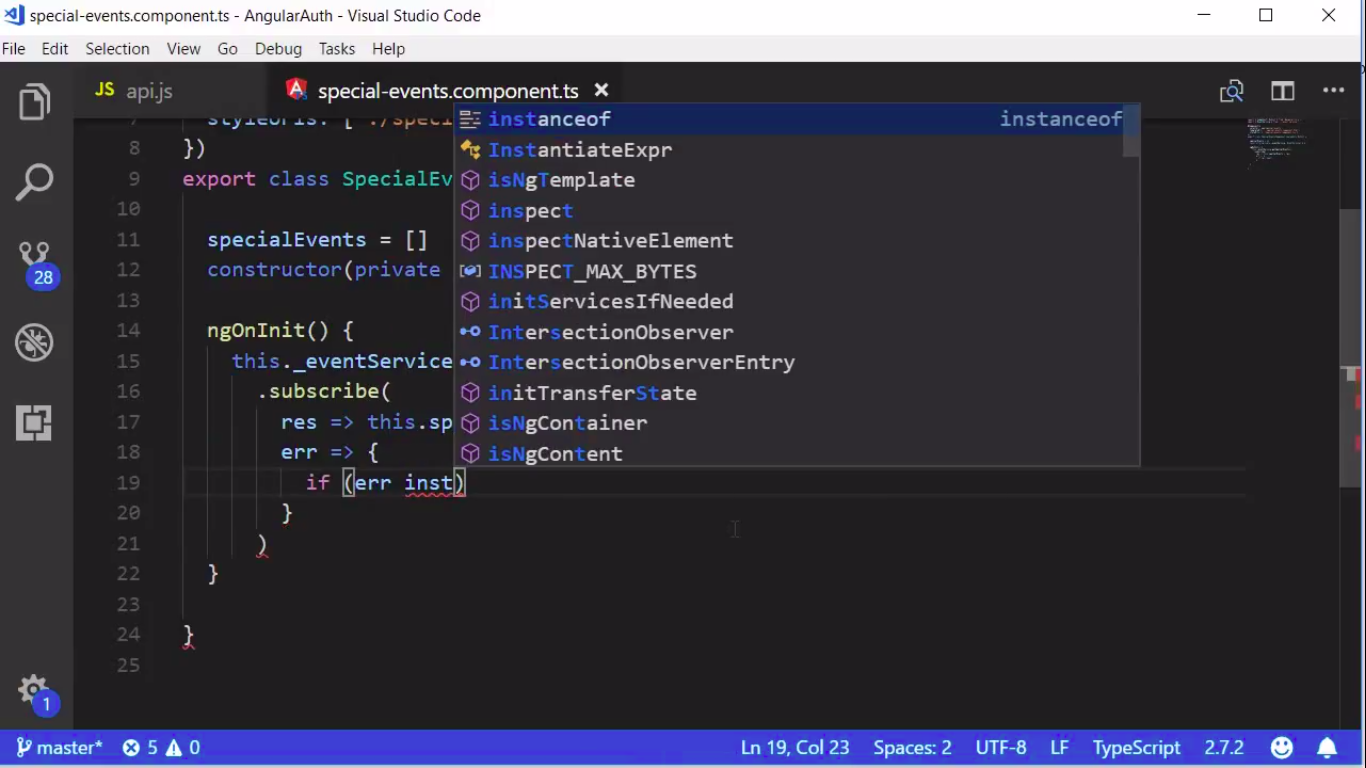 special-events.component.ts - AngularAuth - Visual Studio Code
File Edit Selection View Go Debug Tasks Help
JS api.js special-events.component.ts
instanceof instanceof
InstantiateExpr
isNgTemplate
inspect
inspectNativeElement
INSPECT_MAX_BYTES
initServicesIfNeeded
IntersectionObserver
IntersectionObserverEntry
initTransferState
isNgContainer
isNgContent
7 styleUrls: ['./speci
8 })
9 export class SpecialEv
10
11 specialEvents = []
12 constructor(private
13
14 ngOnInit() {
15 this._eventService
16 .subscribe(
17 res => this.sp
18 err => {
19 if (err inst)
20 }
21 )
22 }
23
24 }
25
28
1
master* 5 0 Ln 19, Col 23 Spaces: 2 UTF-8 LF TypeScript 2.7.2